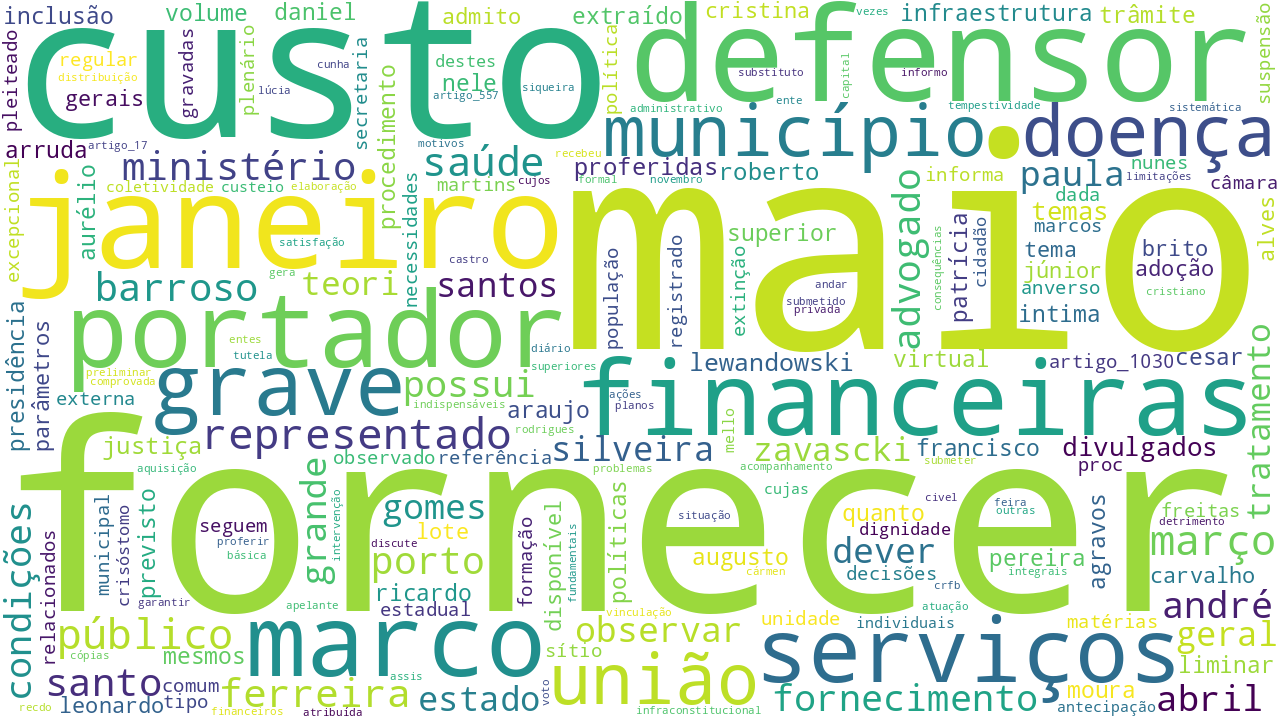 inclusão
volume
daniel
admito
extraído
cristina
vezes
infraestrutura
trâmite
suspensão
pleiteado
custo
defensor
regular
distribuição
gerais
gravadas
plenário
lúcia
cunha
secretaria
destes
nele
artigo_557
siqueira
política
substituto
capital
informo
administrativo
ente
tempestividade
sistemática
arruda
artigo_17
ministério
procedimento
motivos
saúde
recebeu
município
doença
excepcional
aurélio
coletividade
custeio
elaboração
martins
cujos
proferidas
formal
novembro
roberto
advogado
informa
paula
nunes
limitações
câmara
dada
temas
marcos
alves
janeiro
satisfação
necessidades
castro
maio
superior
população
registrado
extinção
andar
submetido
privada
consequências
patrícia
cidadão
tema
júnior
anverso
intima
brito
adoção
cristiano
gera
barroso
teori
santos
presidência
parâmetros
portador
entes
tutela
diário
superiores
lewandowski
virtual
artigo_1030
cesar
tratamento
preliminar
comprovada
externa
grave
possui
indispensáveis
araujo
rodrigues
ações
planos
financeiras
mello
justiça
representado
silveira
zavascki
francisco
divulgados
aquisição
observado
referência
problemas
acompanhamento
submeter
proc
fornecer
condições
relacionados
municipal
crisóstomo
previsto
seguem
proferir
básica
grande
intervenção
discute
gomes
lote
porto
formação
disponível
fundamentais
políticas
situação
cujas
augusto
cármen
quanto
dignidade
dever
decisões
civel
feira
outras
pereira
integrais
agravos
freitas
detrimento
março
carvalho
garantir
apelante
ricardo
estadual
vinculação
crfb
atuação
individuais
unidade
matérias
andré
público
mesmos
marco
observar
sítio
serviços
geral
liminar
santo
comum
tipo
leonardo
ferreira
assis
estado
voto
união
fornecimento
moura
antecipação
abril
recdo
cópias
financeiros
atribuída
infraconstitucional